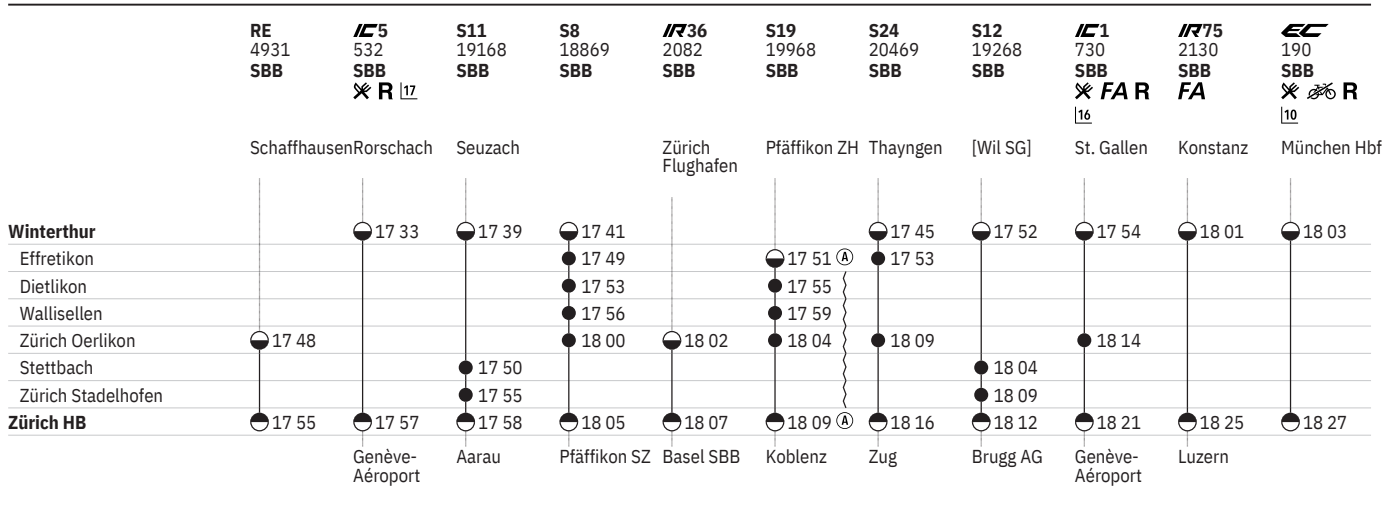 RE IC5 S11 S8 IR36 S19 S24 S12 IC1 IR75 EC
4931 532 19168 18869 2082 19968 20469 19268 730 2130 190
SBB SBB SBB SBB SBB SBB SBB SBB SBB SBB SBB
R 17 FA R FA R
16 10
Schaffhausen Rorschach Seuzach Zürich Pfäffikon ZH Thayngen [Wil SG] St. Gallen Konstanz München Hbf
Flughafen
Winterthur 17 33 17 39 17 41 17 45 17 52 17 54 18 01 18 03
Effretikon 17 49 17 51 A 17 53
Dietlikon 17 53 17 55
Wallisellen 17 56 17 59
Zürich Oerlikon 17 48 18 00 18 02 18 04 18 09 18 14
Stettbach 17 50 18 04
Zürich Stadelhofen 17 55 18 09
Zürich HB 17 55 17 57 17 58 18 05 18 07 18 09 A 18 16 18 12 18 21 18 25 18 27
Genève- Aarau Pfäffikon SZ Basel SBB Koblenz Zug Brugg AG Genève- Luzern
Aéroport Aéroport